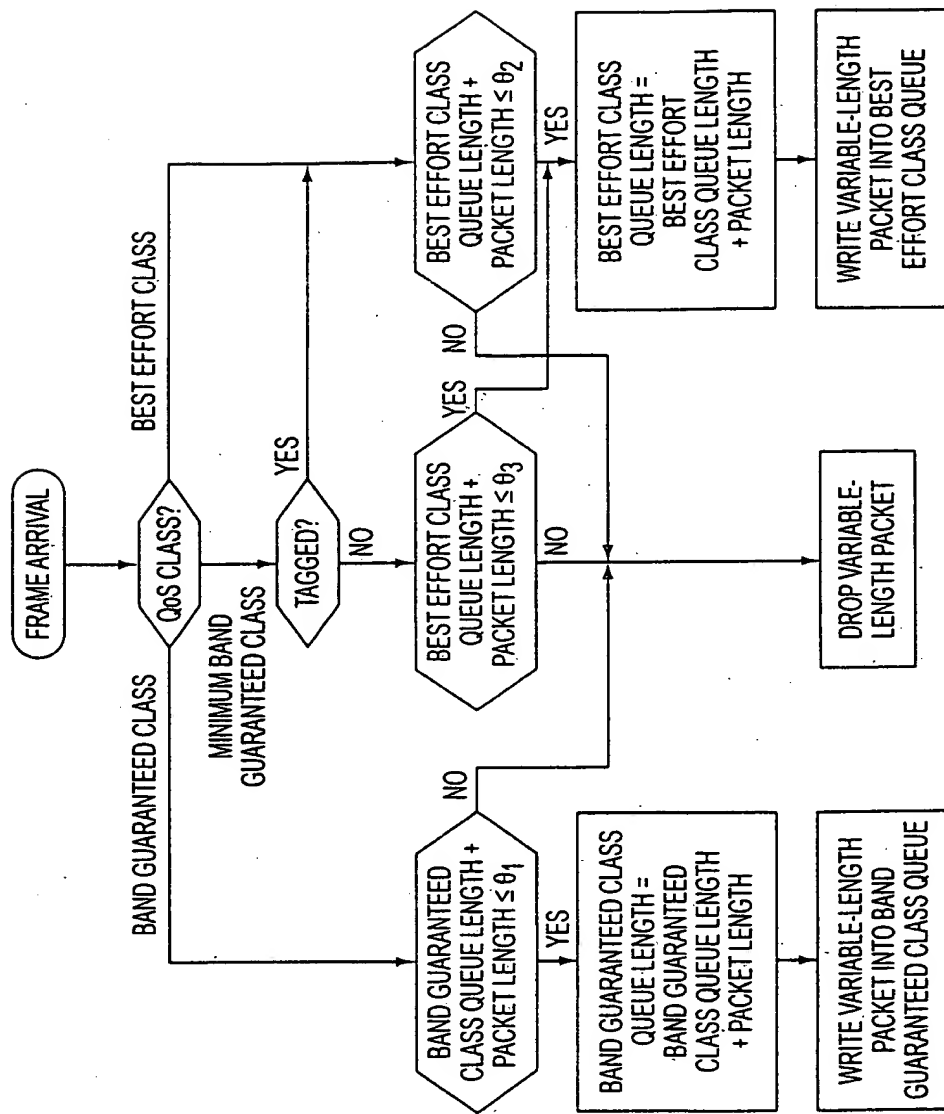 FRAME ARRIVAL
QoS CLASS?
BAND GUARANTEED CLASS
BEST EFFORT CLASS
MINIMUM BAND
GUARANTEED CLASS
TAGGED?
YES
NO
BAND GUARANTEED
CLASS QUEUE LENGTH +
PACKET LENGTH ≤ θ1
NO
YES
BEST EFFORT CLASS
QUEUE LENGTH +
PACKET LENGTH ≤ θ3
YES
NO
BEST EFFORT CLASS
QUEUE LENGTH +
PACKET LENGTH ≤ θ2
NO
YES
BAND GUARANTEED CLASS
QUEUE LENGTH =
BAND GUARANTEED
CLASS QUEUE LENGTH
+ PACKET LENGTH
BEST EFFORT CLASS
QUEUE LENGTH =
BEST EFFORT
CLASS QUEUE LENGTH
+ PACKET LENGTH
WRITE VARIABLE-LENGTH
PACKET INTO BAND
GUARANTEED CLASS QUEUE
DROP VARIABLE-
LENGTH PACKET
WRITE VARIABLE-LENGTH
PACKET INTO BEST
EFFORT CLASS QUEUE